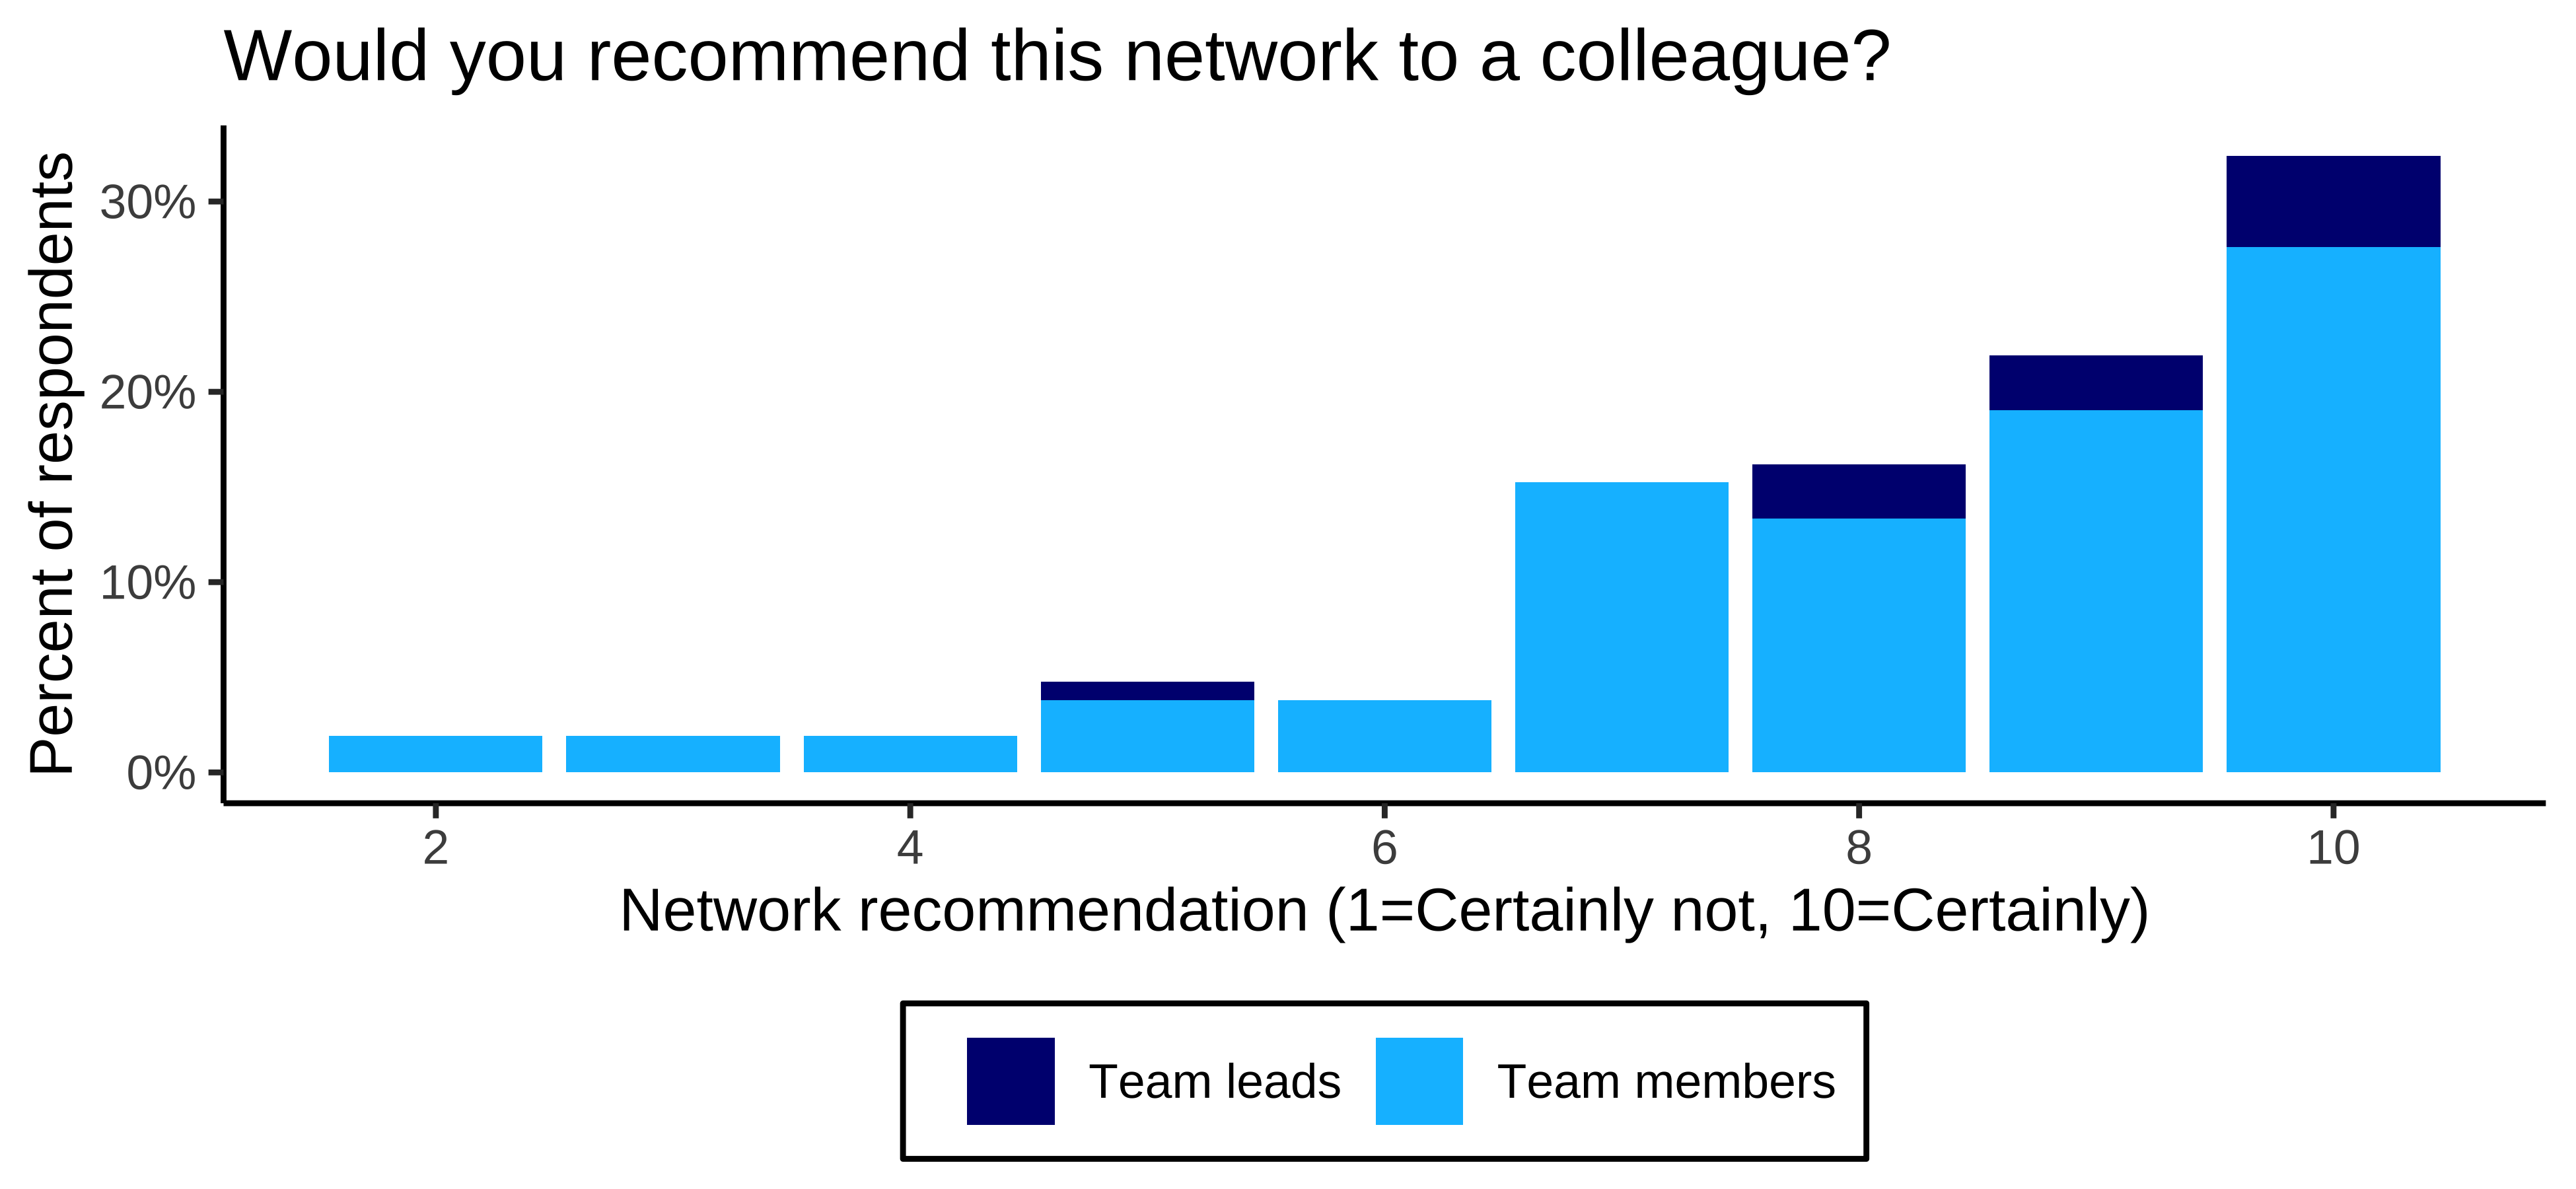 Would you recommend this network to a colleague?
Percent of respondents
30%
20%
10%
0%
2 4 6 8 10
Network recommendation (1=Certainly not, 10=Certainly)
Team leads Team members